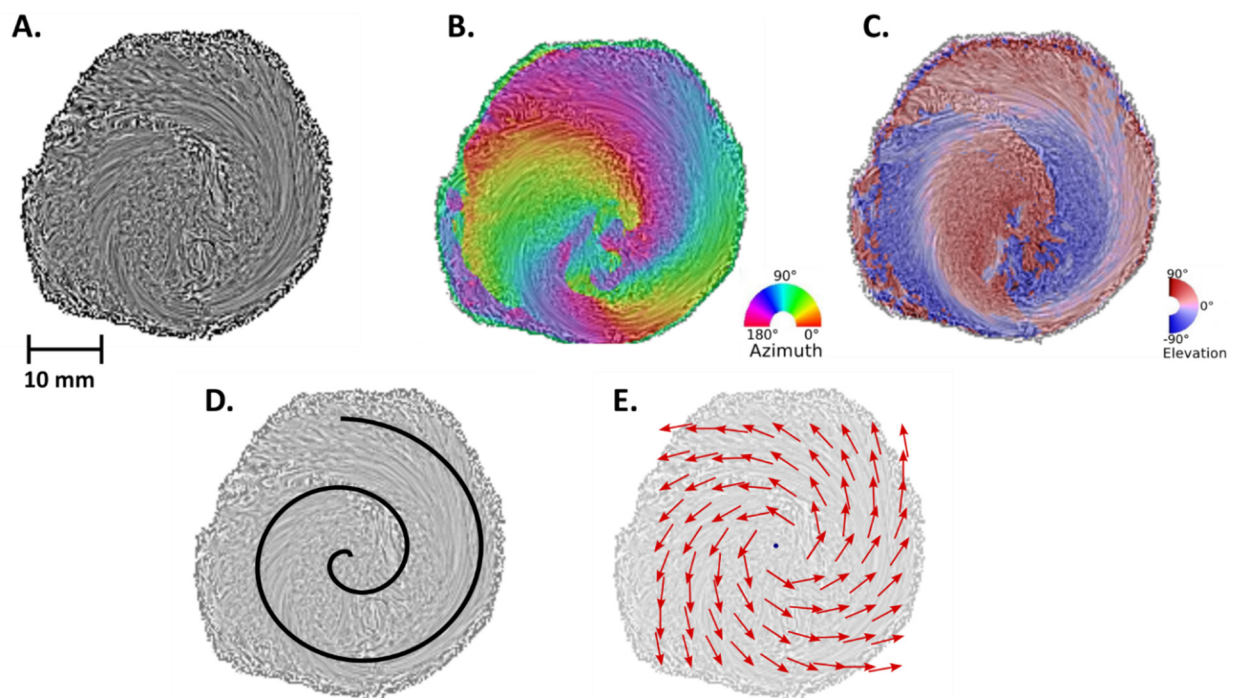 A.
B.
C.
10 mm
90°
180°
0°
Azimuth
90°
0°
-90°
Elevation
D.
E.